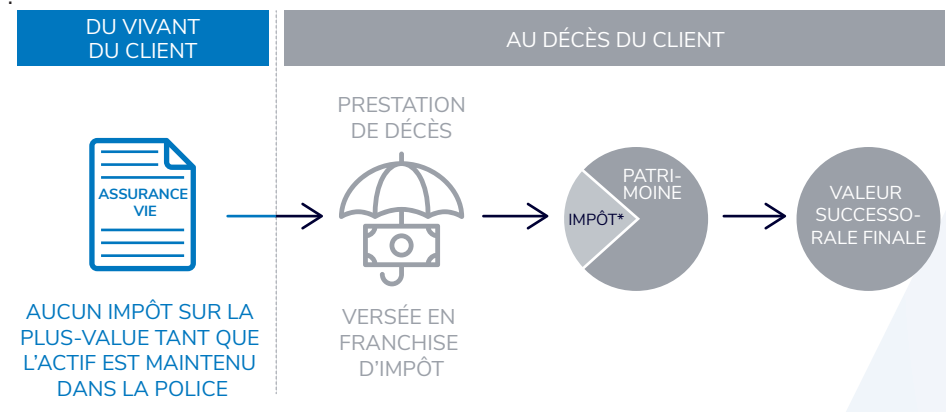 DU VIVANT
DU CLIENT
AU DÉCÈS DU CLIENT
ASSURANCE
VIE
AUCUN IMPÔT SUR LA
PLUS-VALUE TANT QUE
L’ACTIF EST MAINTENU
DANS LA POLICE
PRESTATION
DE DÉCÈS
VERSÉE EN
FRANCHISE
D’IMPÔT
PATRI-
MOINE
IMPÔT*
VALEUR
SUCCESSO-
RALE FINALE